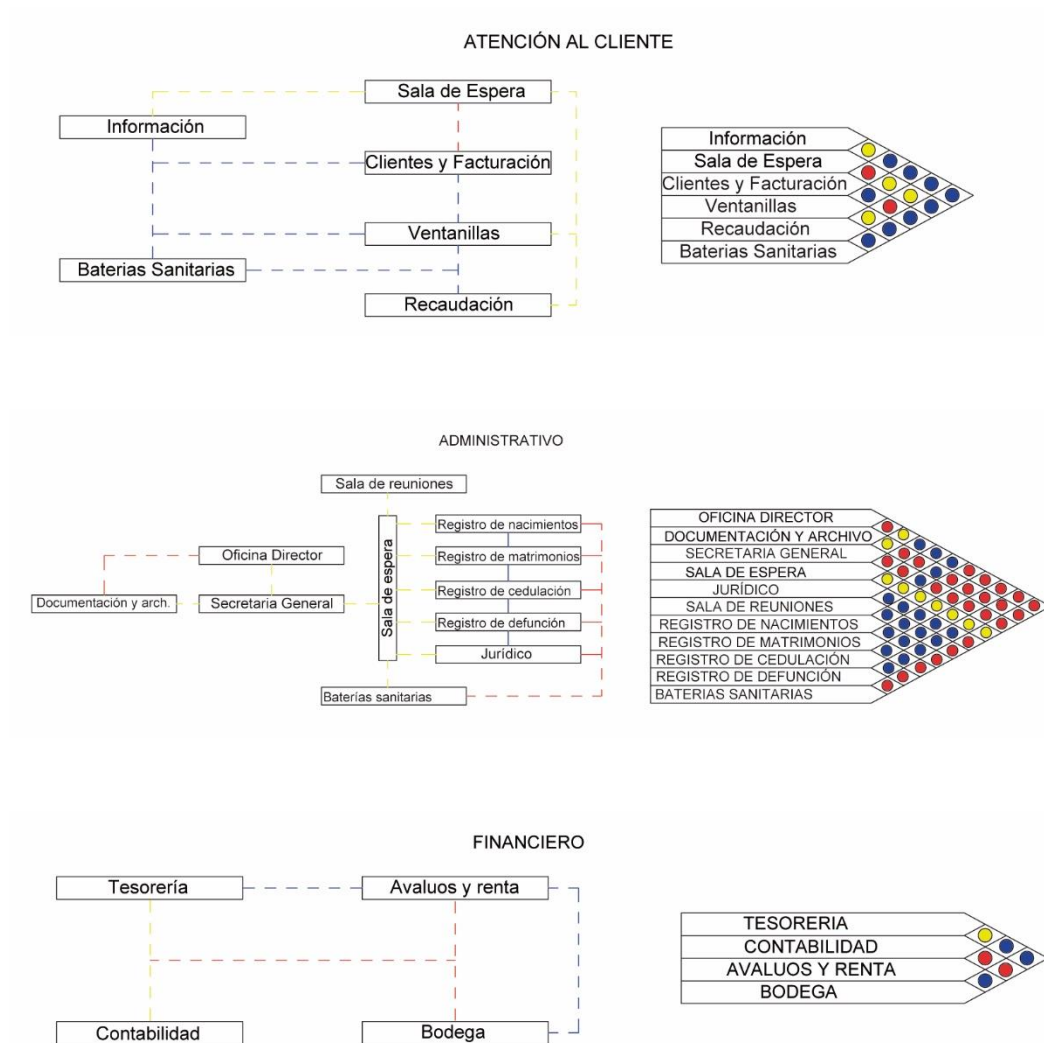 ATENCIÓN AL CLIENTE
Sala de Espera
Información
Clientes y Facturación
Ventanillas
Baterias Sanitarias
Recaudación
Información
Sala de Espera
Clientes y Facturación
Ventanillas
Recaudación
Baterias Sanitarias
ADMINISTRATIVO
Sala de reuniones
Registro de nacimientos
Oficina Director
Registro de matrimonios
Sala de espera
Registro de cedulación
Documentación y arch.
Secretaria General
Registro de defunción
Jurídico
Baterías sanitarias
OFICINA DIRECTOR
DOCUMENTACIÓN Y ARCHIVO
SECRETARIA GENERAL
SALA DE ESPERA
JURÍDICO
SALA DE REUNIONES
REGISTRO DE NACIMIENTOS
REGISTRO DE MATRIMONIOS
REGISTRO DE CEDULACIÓN
REGISTRO DE DEFUNCIÓN
BATERIAS SANITARIAS
FINANCIERO
Tesorería
Avaluos y renta
Contabilidad
Bodega
TESORERIA
CONTABILIDAD
AVALUOS Y RENTA
BODEGA